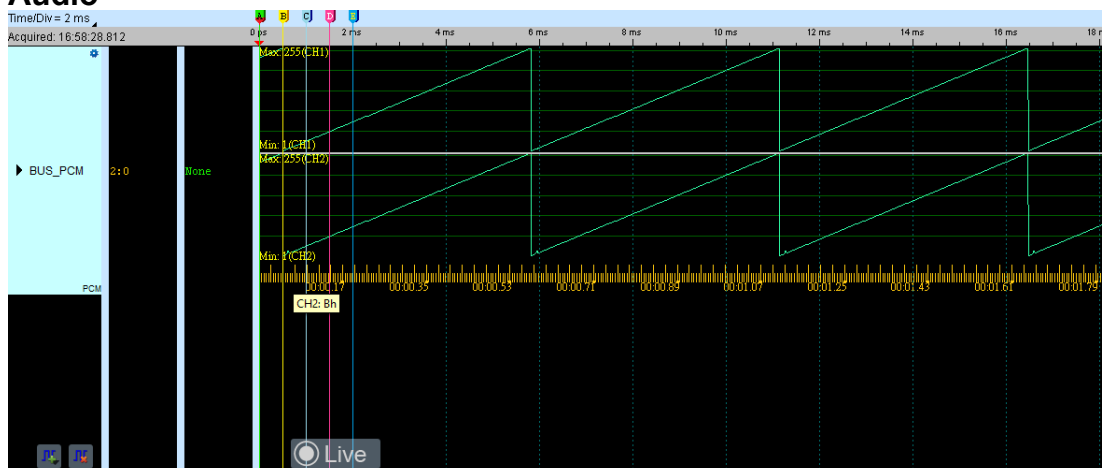 Audio
Time/Div = 2 ms
A B C D E
Acquired: 16:58:28.812
0 ps 2 ms 4 ms 6 ms 8 ms 10 ms 12 ms 14 ms 16 ms 18 m
Max: 255(CH1)
Min: 1(CH1)
Max: 255(CH2)
BUS_PCM 2:0 None
Min: 1(CH2)
PCM
00:00.17 00:00.35 00:00.53 00:00.71 00:00.89 00:01.07 00:01.25 00:01.43 00:01.61 00:01.79
CH2: Bh
Live